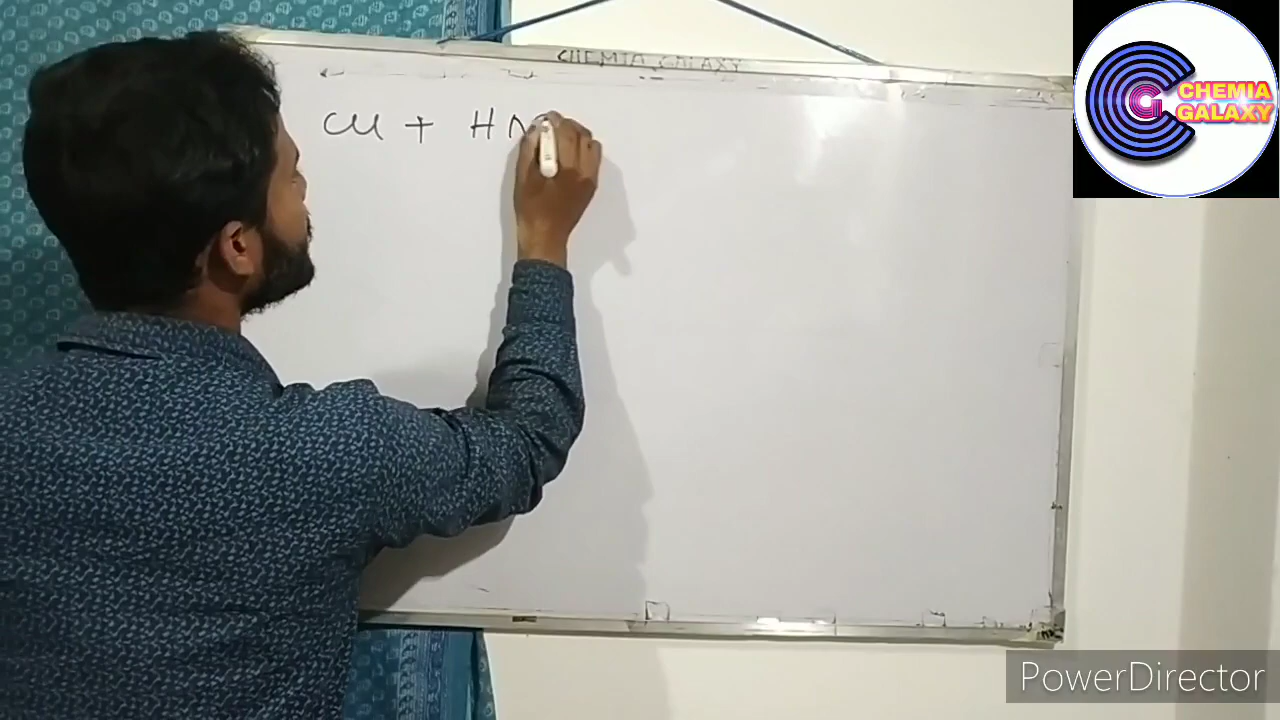 CHEMIA GALAXY
Cu + HN
CHEMIA
GALAXY
PowerDirector